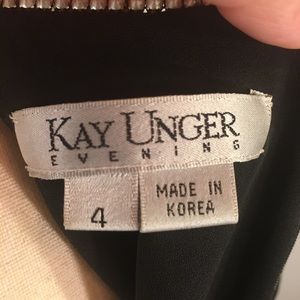 KAY UNGER
EVENING
4
MADE IN
KOREA